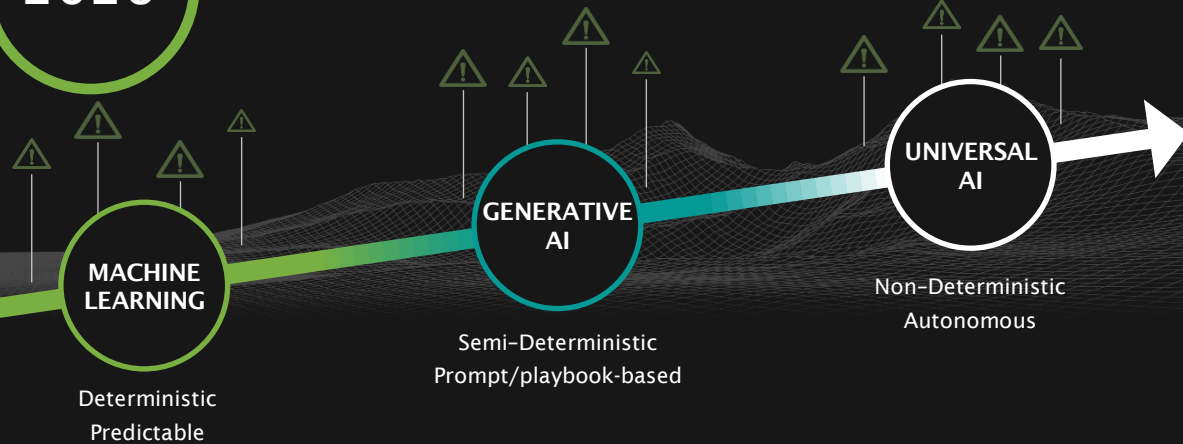 MACHINE
LEARNING
Deterministic
Predictable
GENERATIVE
AI
Semi-Deterministic
Prompt/playbook-based
UNIVERSAL
AI
Non-Deterministic
Autonomous